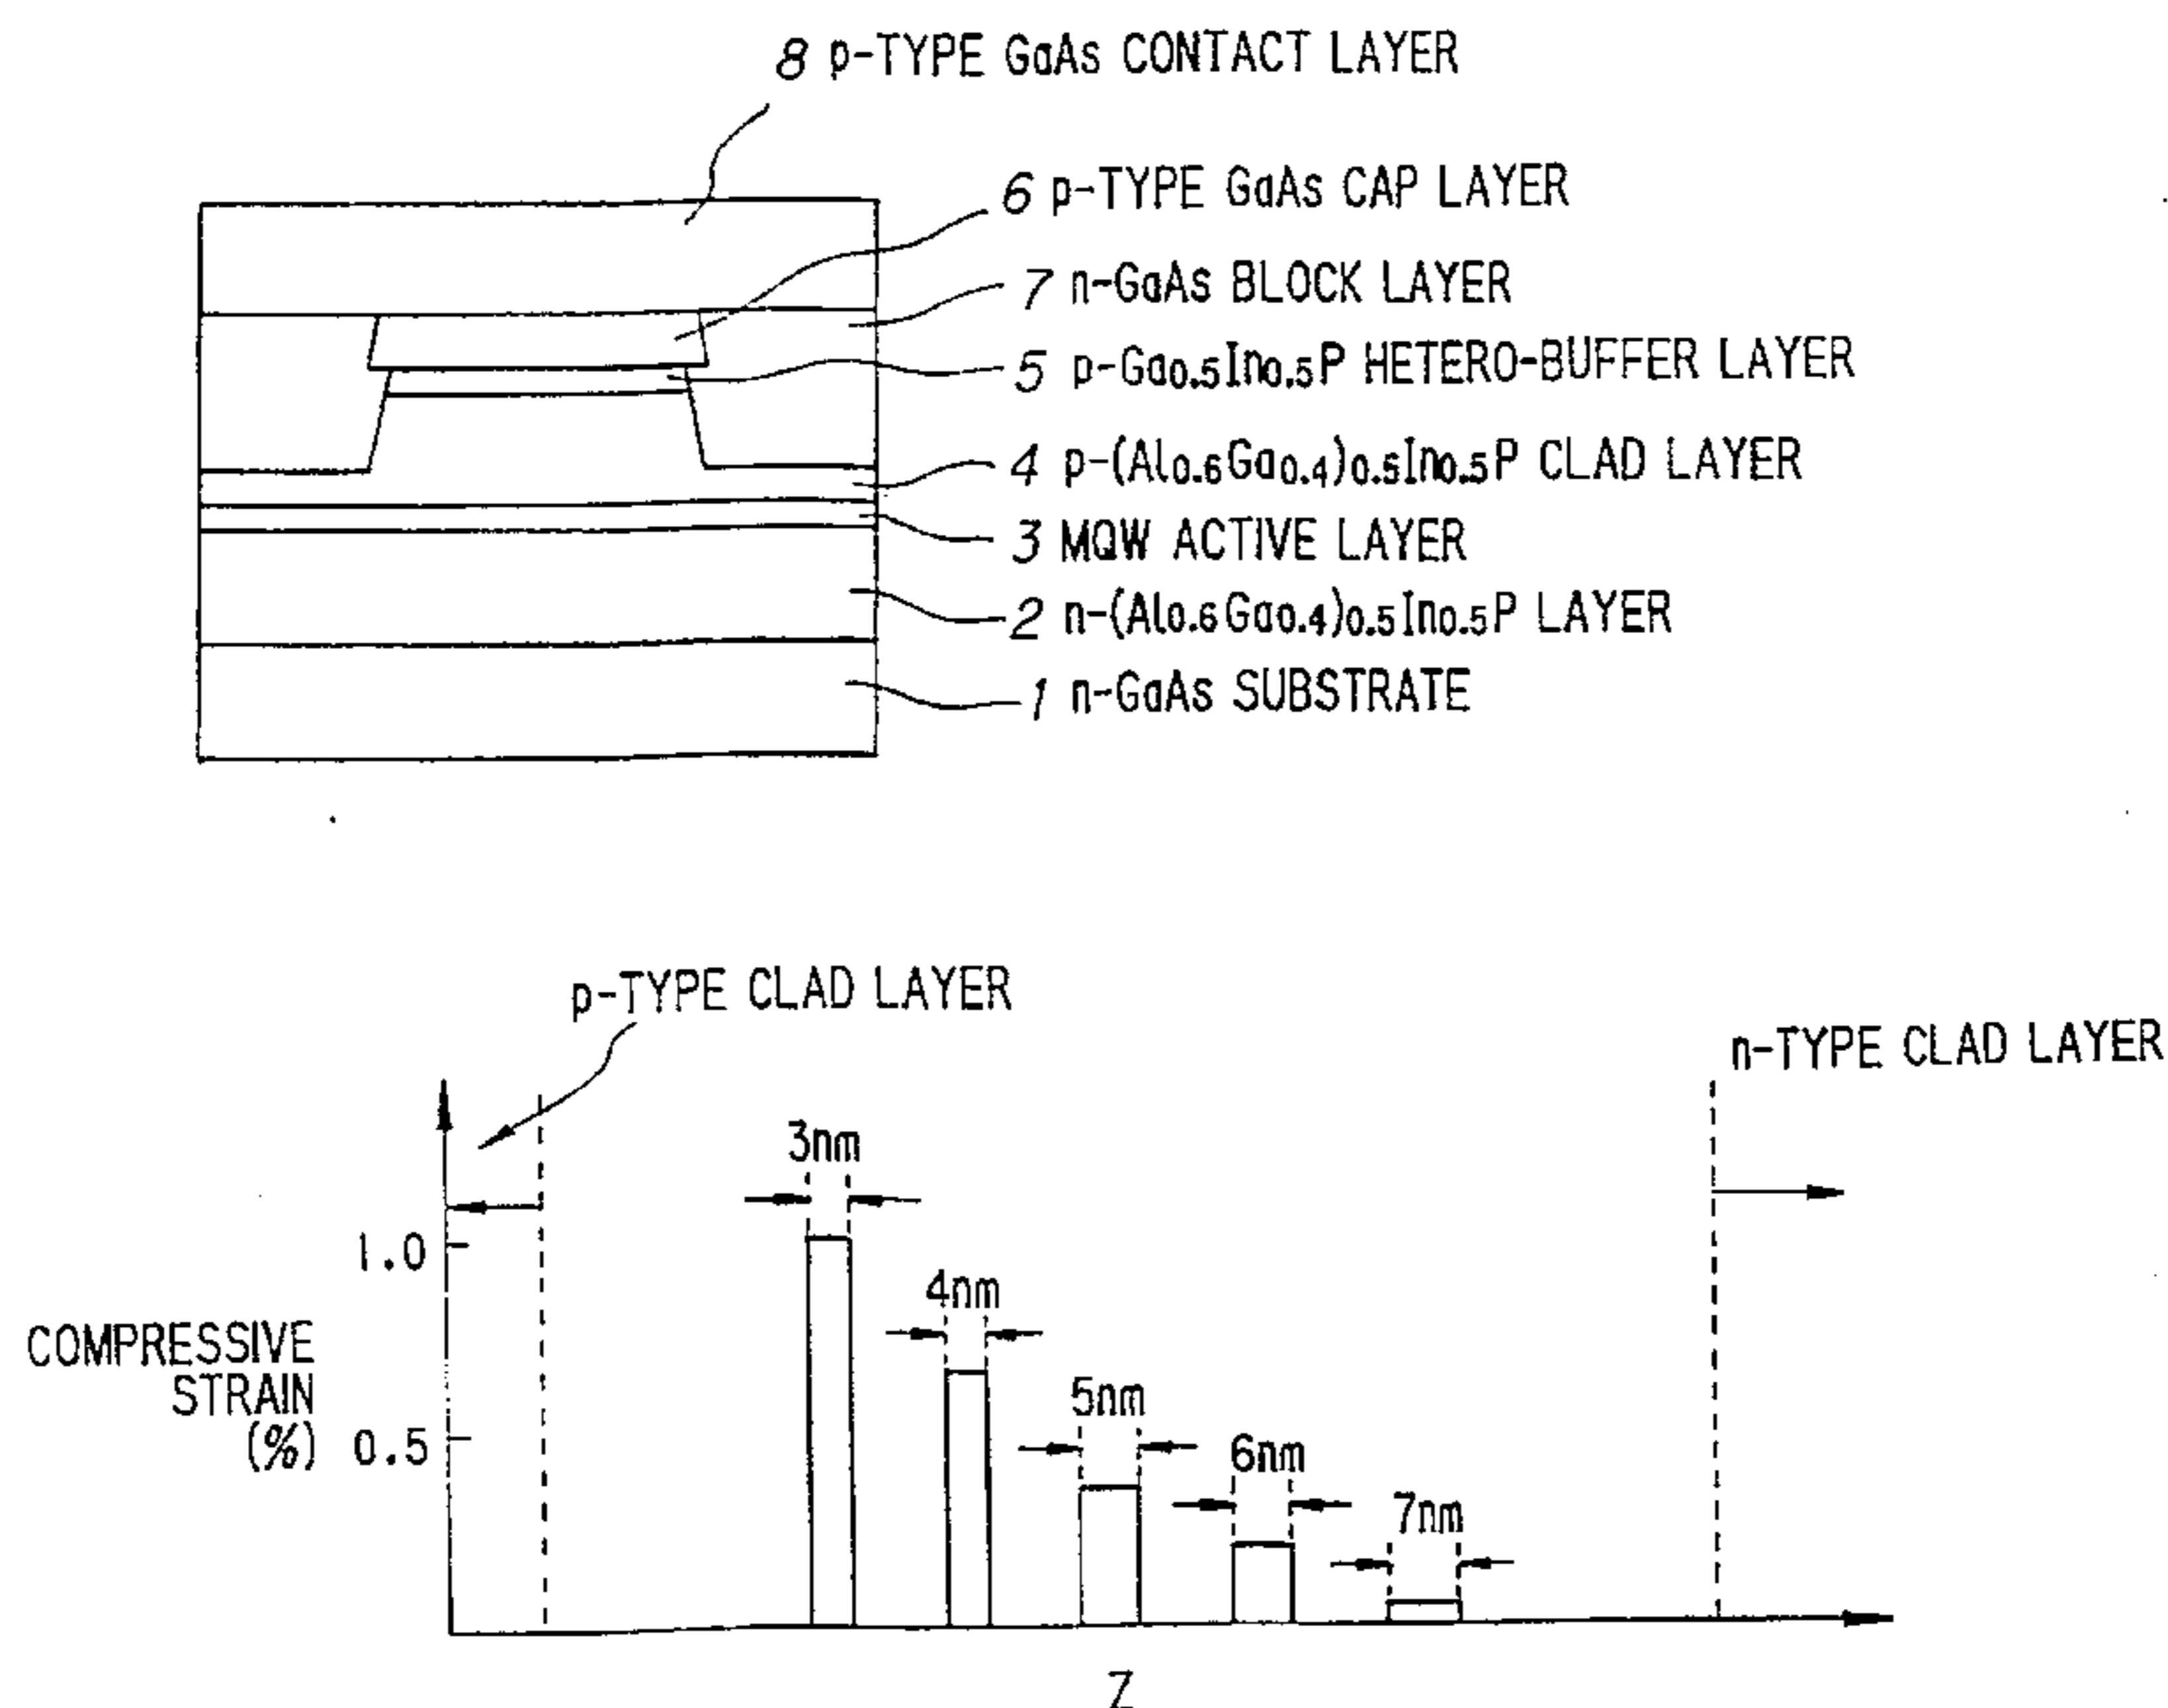 8 p-TYPE GaAs CONTACT LAYER
6 p-TYPE GaAs CAP LAYER
7 n-GaAs BLOCK LAYER
5 p-Ga0.5In0.5P HETERO-BUFFER LAYER
4 p-(Al0.6Ga0.4)0.5In0.5P CLAD LAYER
3 MQW ACTIVE LAYER
2 n-(Al0.6Ga0.4)0.5In0.5P LAYER
1 n-GaAs SUBSTRATE
p-TYPE CLAD LAYER
n-TYPE CLAD LAYER
3nm
1.0
4nm
COMPRESSIVE
STRAIN
(%)
0.5
5nm
6nm
7nm
Z